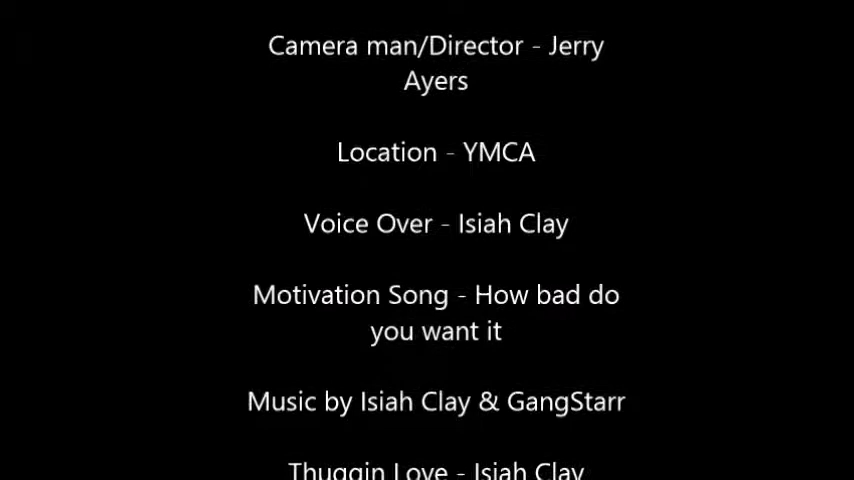 Camera man/Director - Jerry
Ayers
Location - YMCA
Voice Over - Isiah Clay
Motivation Song - How bad do
you want it
Music by Isiah Clay & GangStarr
Thuggin Love - Isiah Clay